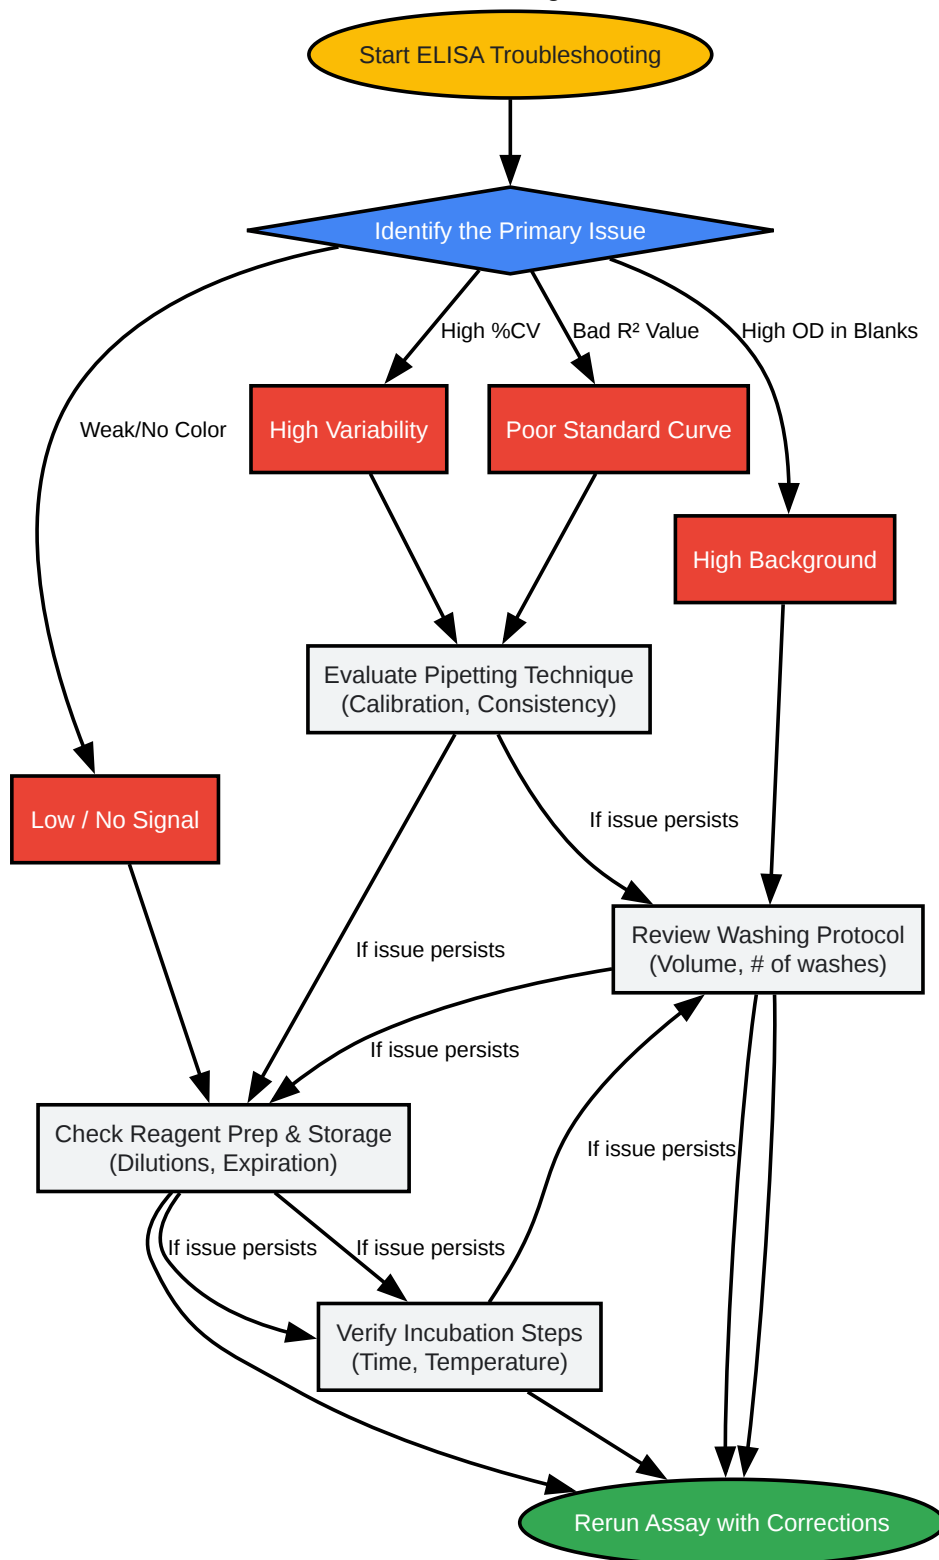 Start ELISA Troubleshooting
Identify the Primary Issue
High %CV
Bad R² Value
High OD in Blanks
Weak/No Color
High Variability
Poor Standard Curve
High Background
Evaluate Pipetting Technique
(Calibration, Consistency)
Low / No Signal
If issue persists
Review Washing Protocol
(Volume, # of washes)
If issue persists
If issue persists
Check Reagent Prep & Storage
(Dilutions, Expiration)
If issue persists
If issue persists
If issue persists
Verify Incubation Steps
(Time, Temperature)
Rerun Assay with Corrections